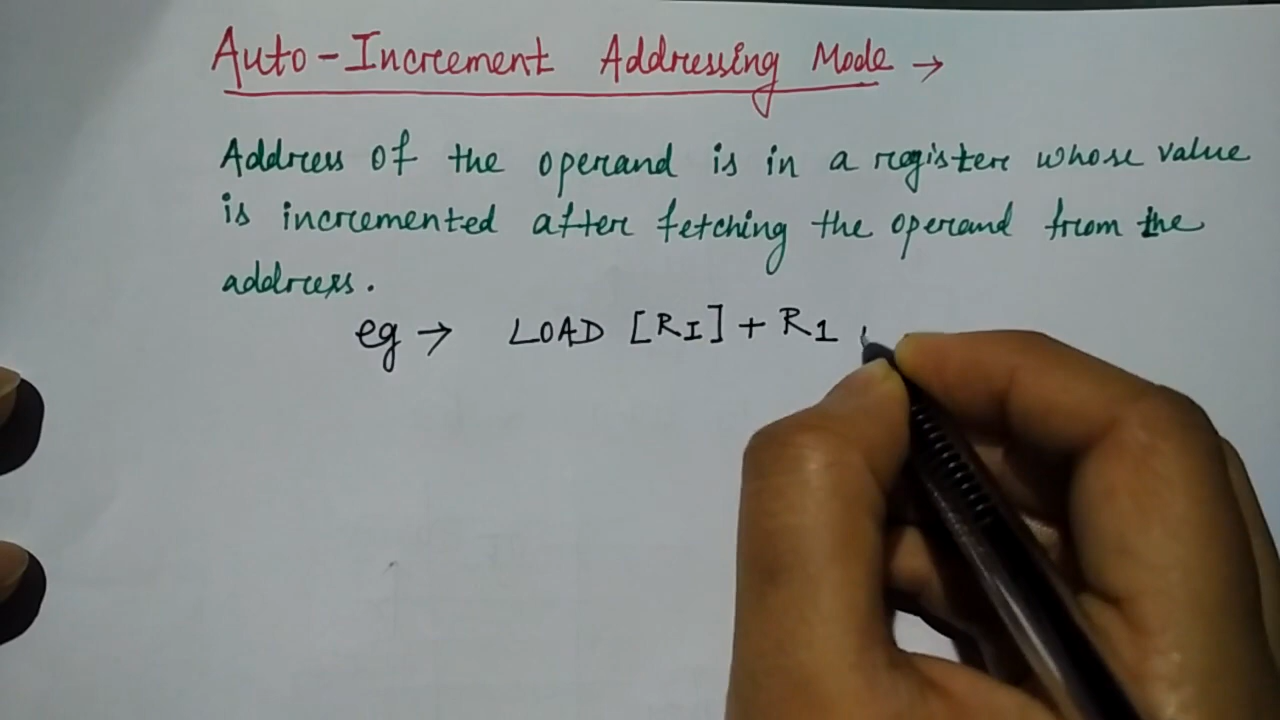 Auto-Increment Addressing Mode →
Address of the operand is in a register whose value
is incremented after fetching the operand from the
address.
eg → LOAD [RI] + R1